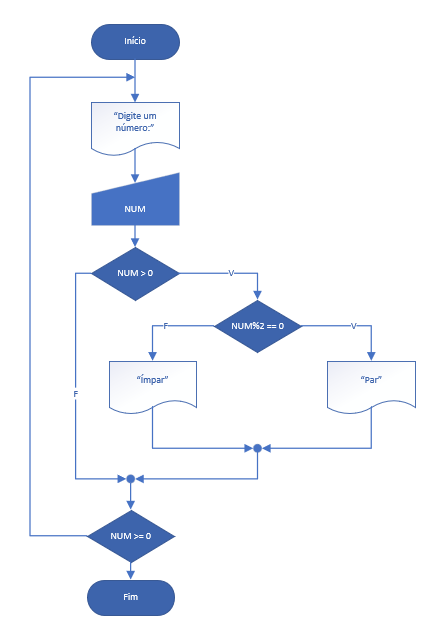 Início
“Digite um
número:”
NUM
NUM > 0
V
NUM%2 == 0
F
V
“Ímpar”
“Par”
F
NUM >= 0
Fim